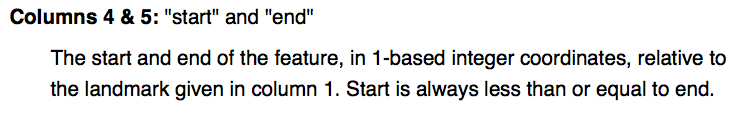 Columns 4 & 5: "start" and "end"
The start and end of the feature, in 1-based integer coordinates, relative to
the landmark given in column 1. Start is always less than or equal to end.